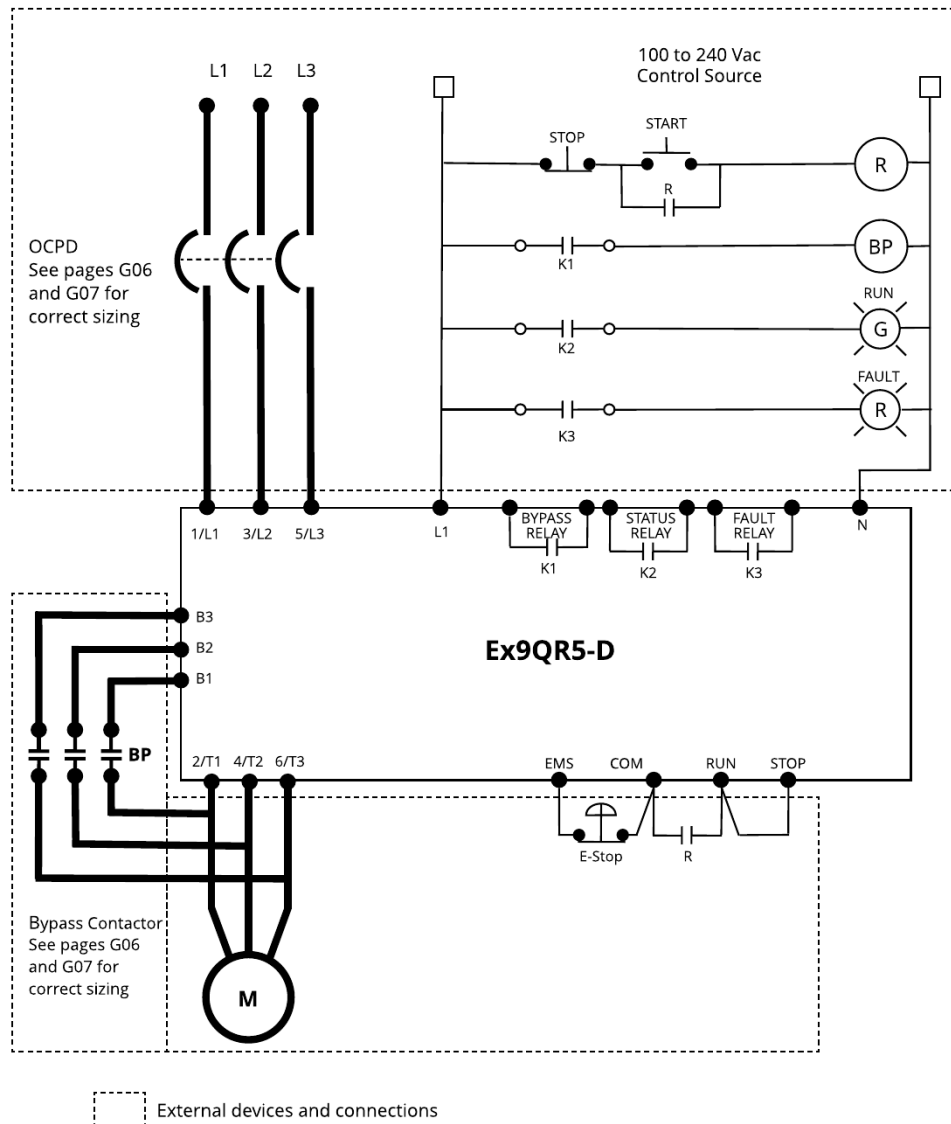 L1 L2 L3
100 to 240 Vac
Control Source
STOP
START
R
R
OCPD
See pages G06
and G07 for
correct sizing
K1
BP
RUN
K2
G
FAULT
K3
R
1/L1 3/L2 5/L3
L1
BYPASS
RELAY
K1
STATUS
RELAY
K2
FAULT
RELAY
K3
N
B3
B2
B1
Ex9QR5-D
BP
2/T1 4/T2 6/T3
EMS COM RUN STOP
E-Stop
R
Bypass Contactor
See pages G06
and G07 for
correct sizing
M
External devices and connections